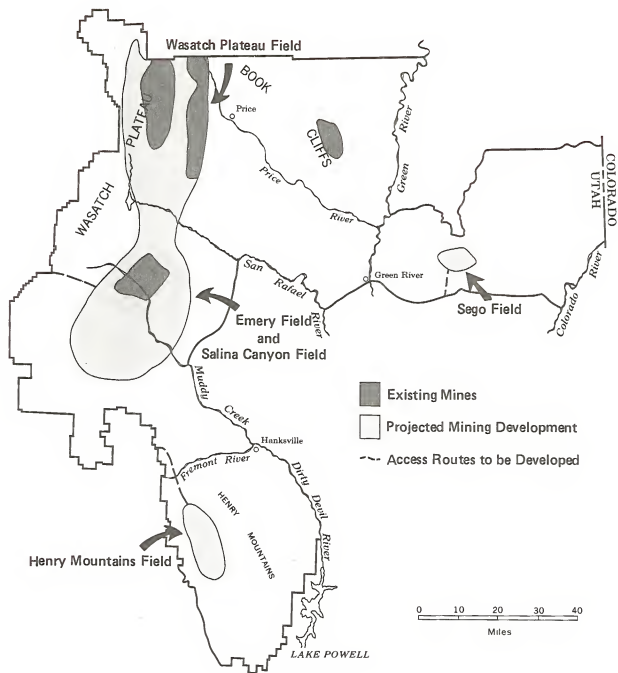 Wasatch Plateau Field
BOOK
CLIFFS
Price
PLATEAU
WASATCH
Price
River
Green
River
COLORADO
UTAH
San
Rafael
River
Green River
Colorado
River
Sego Field
Emery Field
and
Salina Canyon Field
Muddy
Creek
Existing Mines
Projected Mining Development
Access Routes to be Developed
Hanksville
Fremont River
Dirty
Devil
River
HENRY
MOUNTAINS
Henry Mountains Field
0 10 20 30 40
Miles
LAKE POWELL